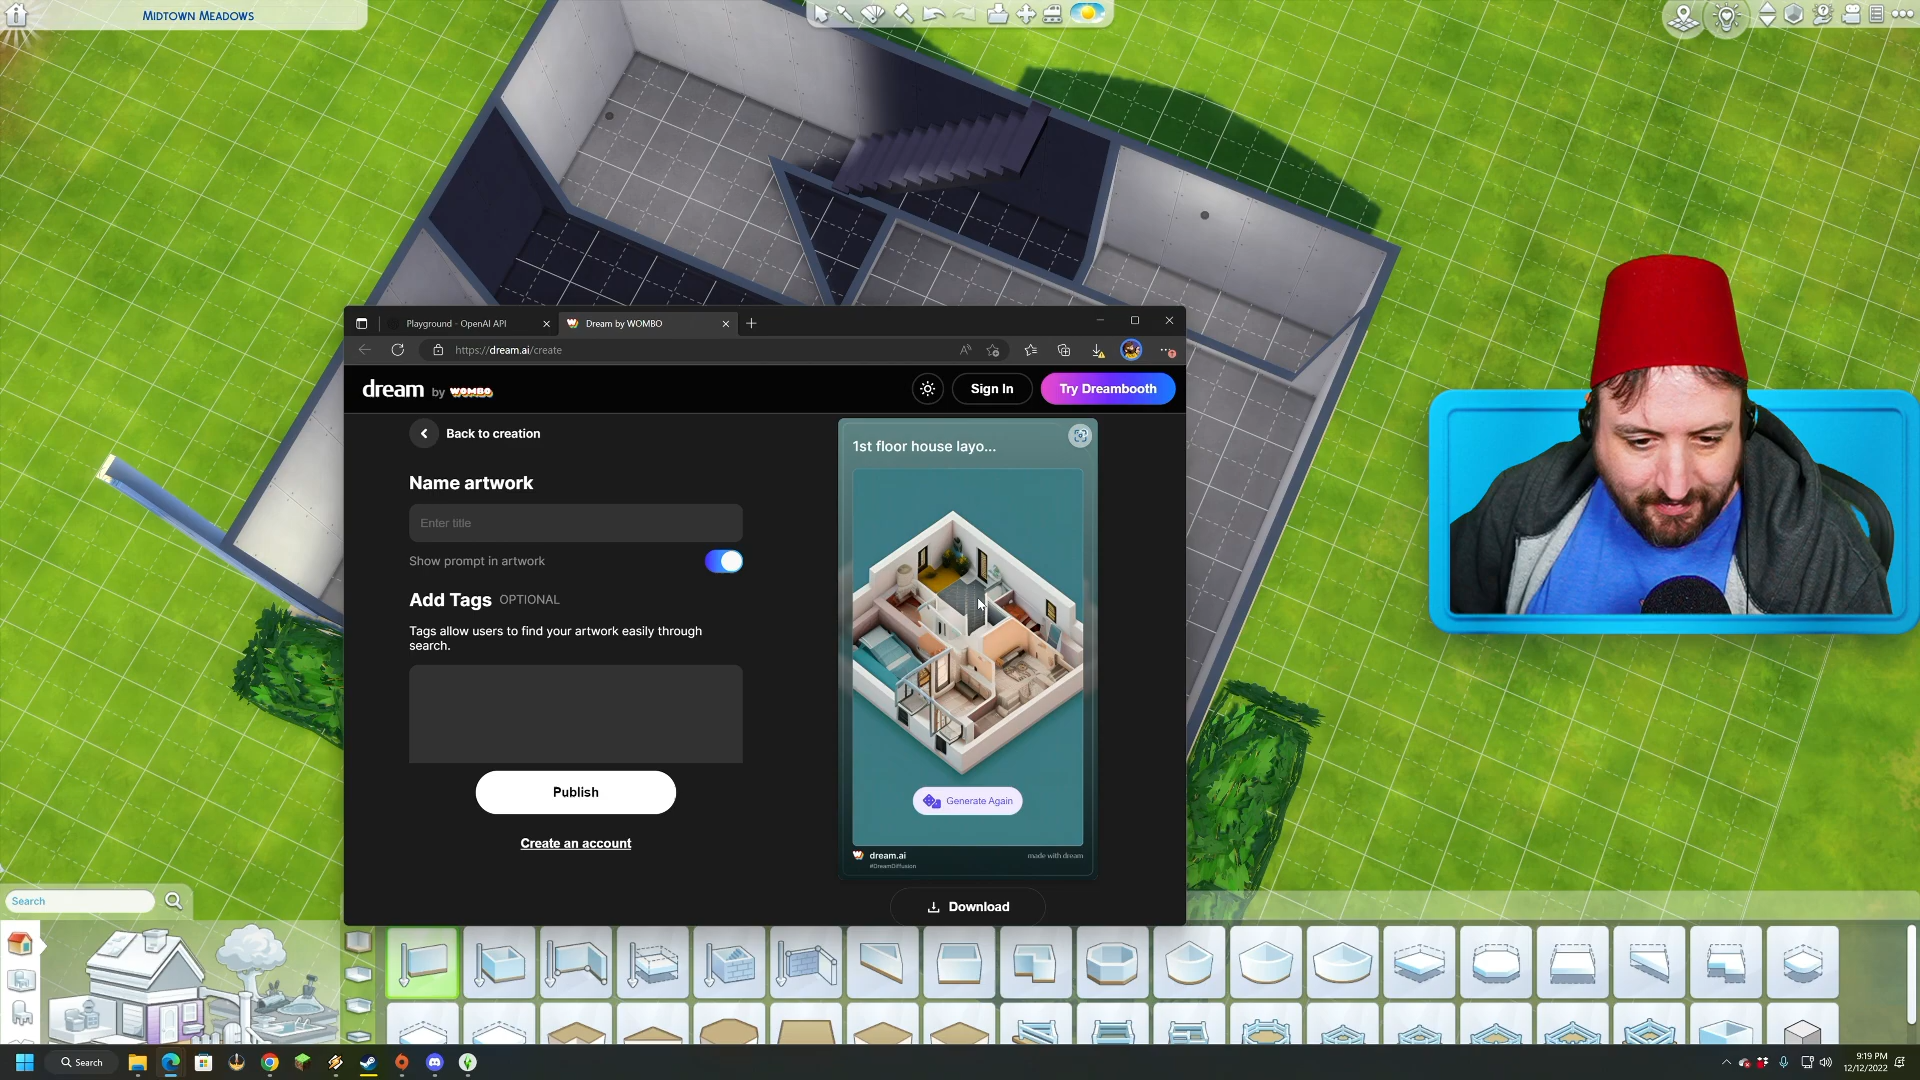 Midtown Meadows
Playground - OpenAI API
Dream by WOMBO
https://dream.ai/create
dream by WOMBO
Sign In
Try Dreambooth
Back to creation
1st floor house layo...
Name artwork
Enter title
Show prompt in artwork
Add Tags OPTIONAL
Tags allow users to find your artwork easily through
search.
Generate Again
Publish
Create an account
dream.ai
#DreamDiffusion
made with dream
Download
Search
Search
9:19 PM
12/12/2022